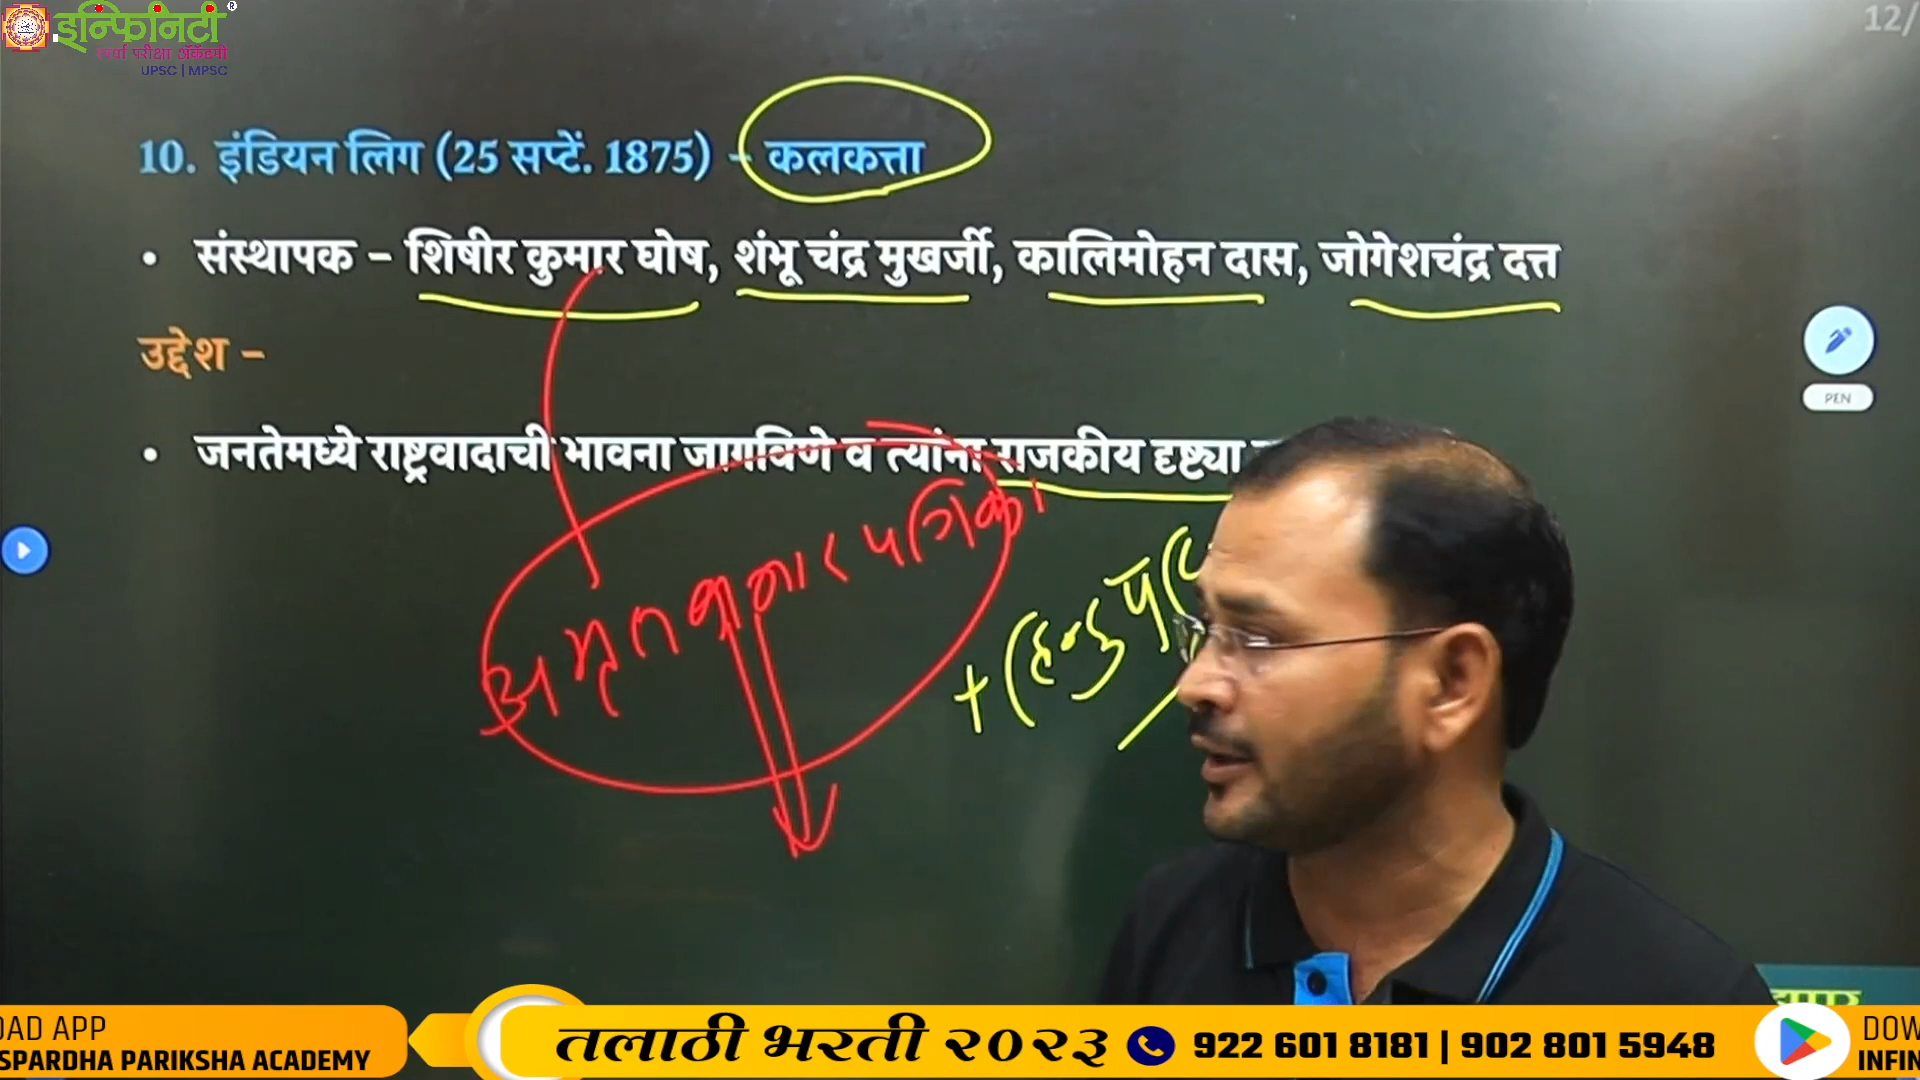 इन्फिनिटी ®
स्पर्धा परीक्षा ॲकॅडमी
UPSC | MPSC
12/
10. इंडियन लिग (25 सप्टें. 1875) – कलकत्ता
• संस्थापक – शिषीर कुमार घोष, शंभू चंद्र मुखर्जी, कालिमोहन दास, जोगेशचंद्र दत्त
उद्देश –
• जनतेमध्ये राष्ट्रवादाची भावना जागविणे व त्यांना राजकीय दृष्ट्या
अमृत बाजार पत्रिका
+ हिन्दु
PEN
OAD APP
SPARDHA PARIKSHA ACADEMY
तलाठी भरती २०२३
922 601 8181 | 902 801 5948
DOW
INFIN